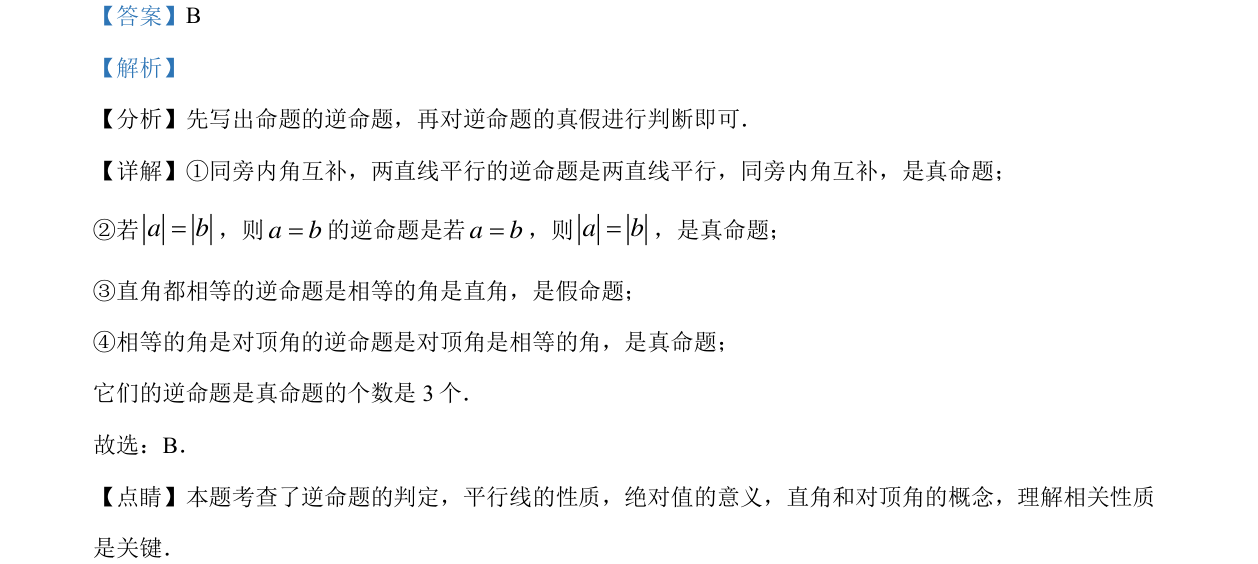 【答案】B
【解析】
【分析】先写出命题的逆命题，再对逆命题的真假进行判断即可．
【详解】①同旁内角互补，两直线平行的逆命题是两直线平行，同旁内角互补，是真命题；
②若|a|=|b|，则a=b的逆命题是若a=b，则|a|=|b|，是真命题；
③直角都相等的逆命题是相等的角是直角，是假命题；
④相等的角是对顶角的逆命题是对顶角是相等的角，是真命题；
它们的逆命题是真命题的个数是 3 个．
故选：B．
【点睛】本题考查了逆命题的判定，平行线的性质，绝对值的意义，直角和对顶角的概念，理解相关性质
是关键．